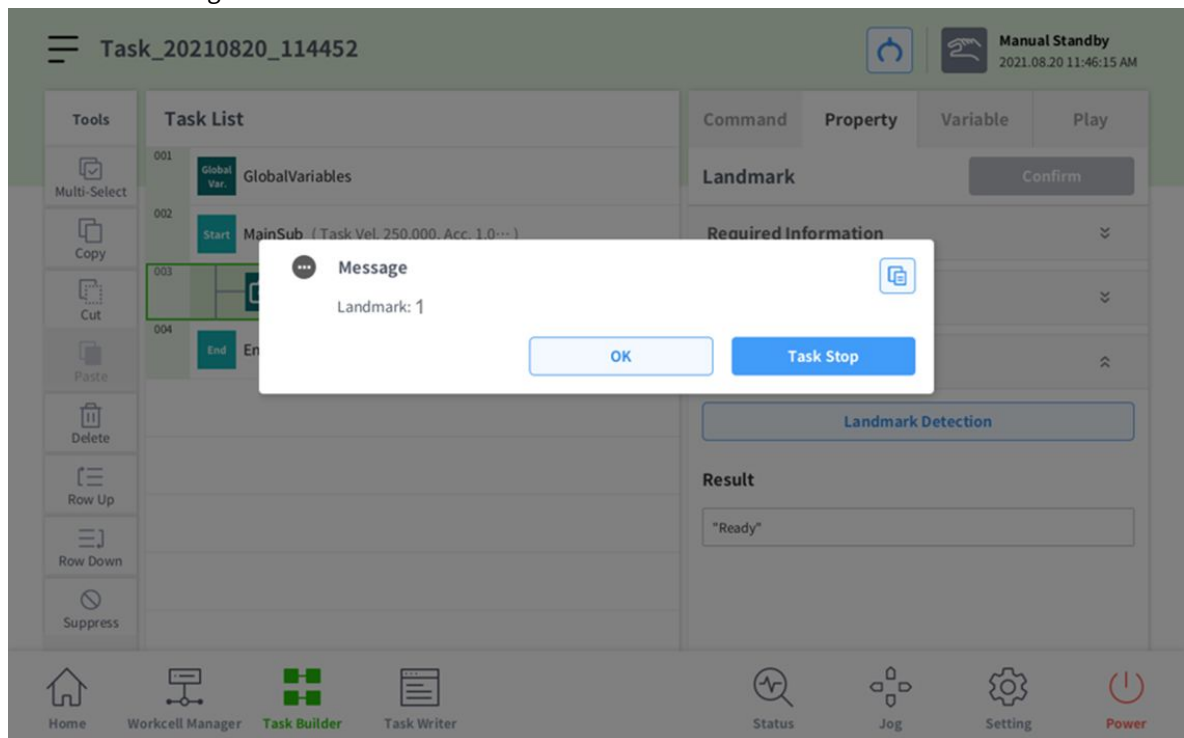 Task_20210820_114452
Manual Standby
2021.08.20 11:46:15 AM
Tools
Task List
Command
Property
Variable
Play
Multi-Select
001
Global Var.
GlobalVariables
Landmark
Confirm
Copy
002
Start
MainSub ( Task Vel. 250.000, Acc. 1.0··· )
Required Information
Cut
003
Message
Landmark: 1
OK
Task Stop
Paste
004
End
En
Delete
Landmark Detection
Row Up
Result
"Ready"
Row Down
Suppress
Home
Workcell Manager
Task Builder
Task Writer
Status
Jog
Setting
Power